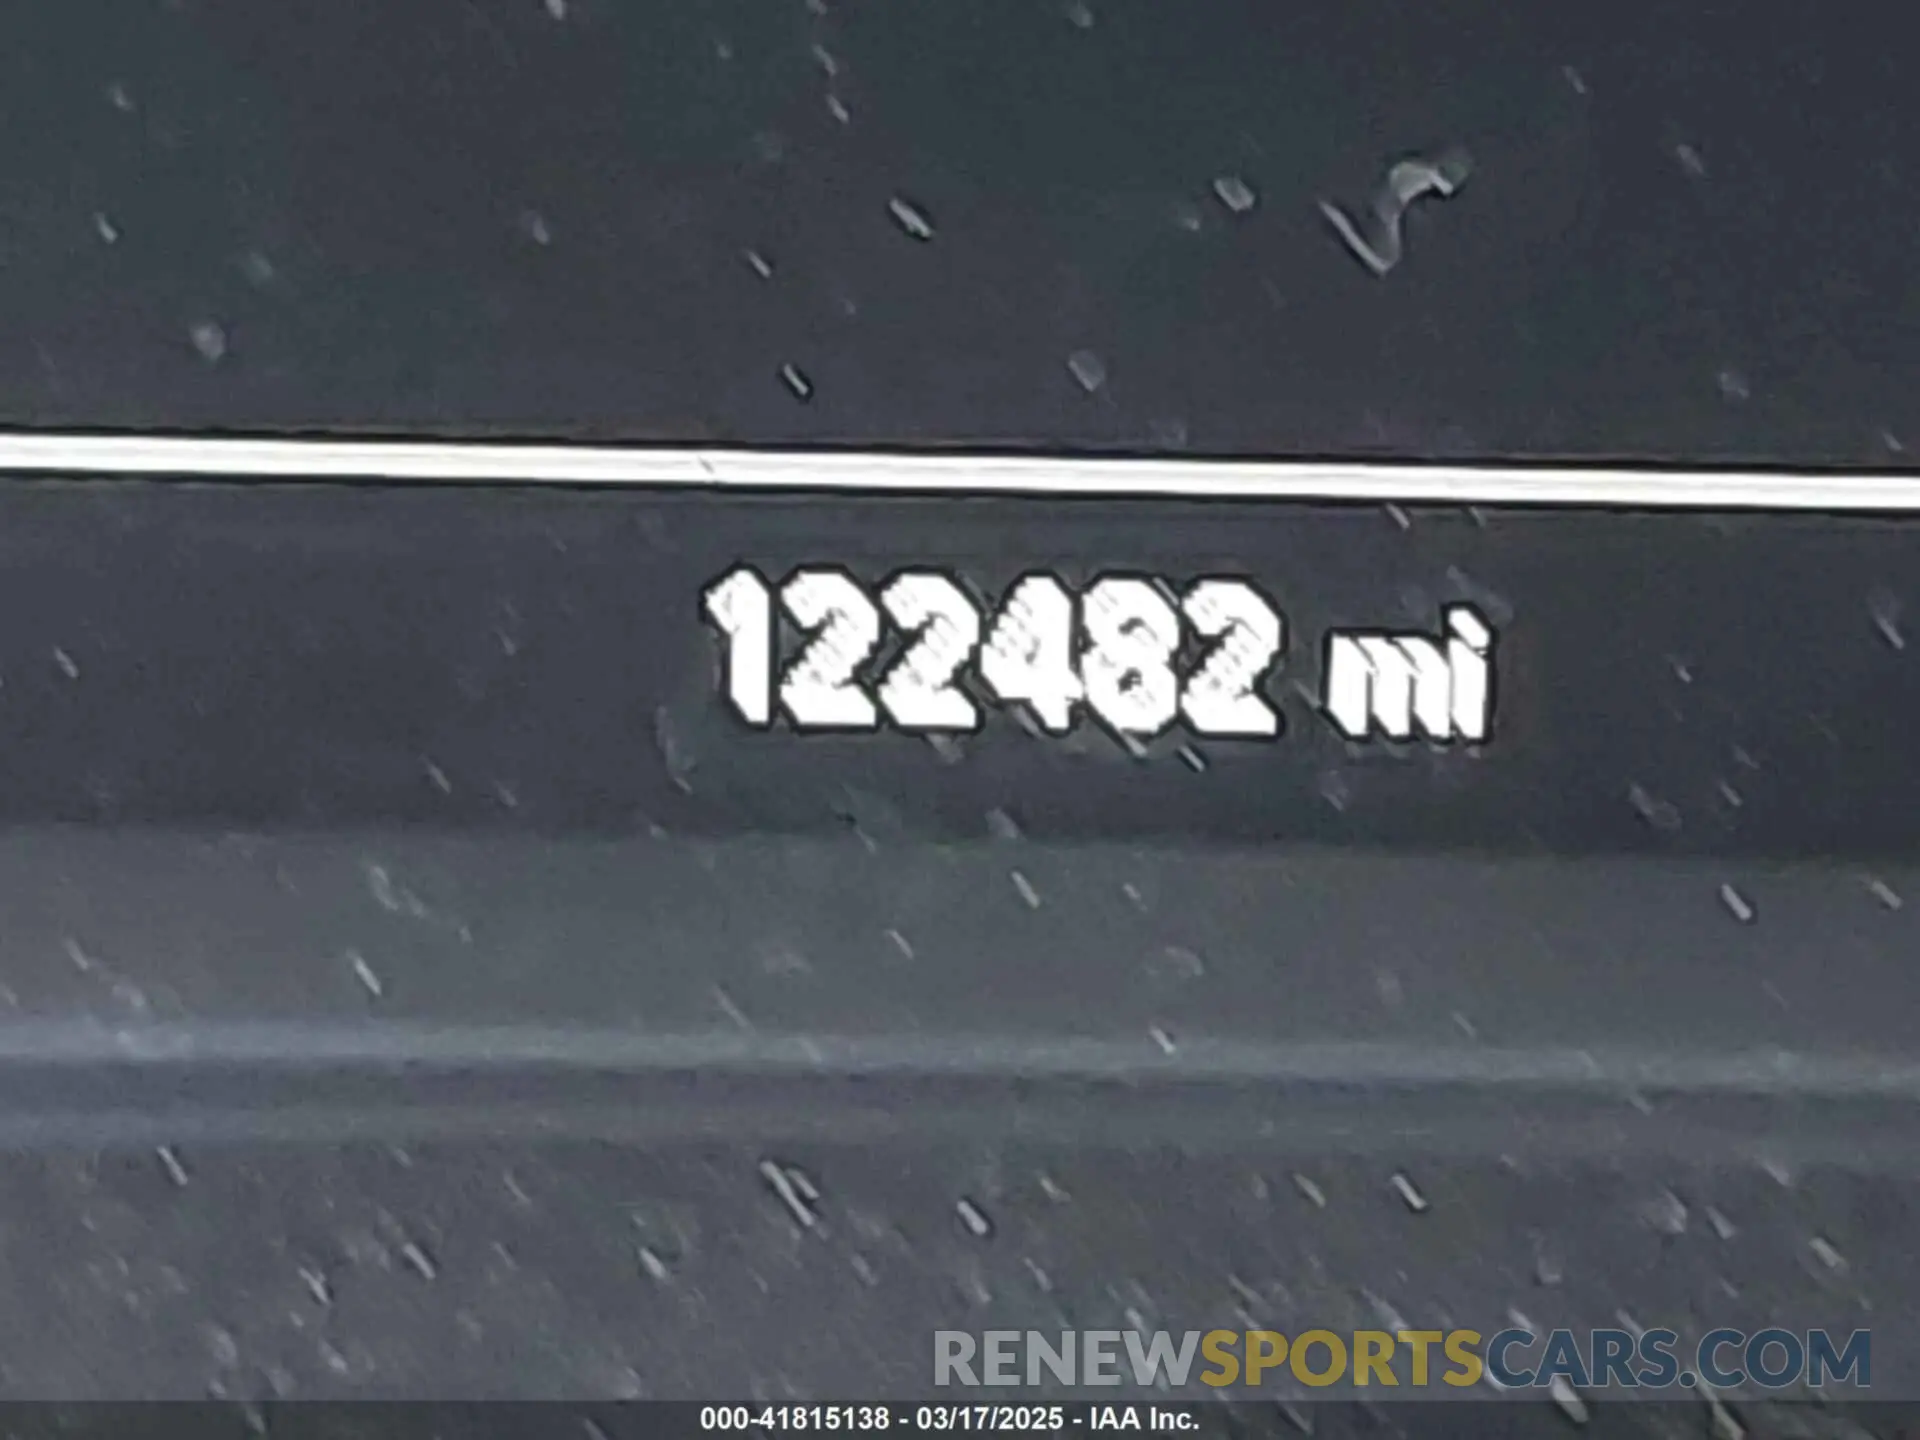 122482 mi
RENEWSPORTSCARS.COM
000-41815138 - 03/17/2025 - IAA Inc.